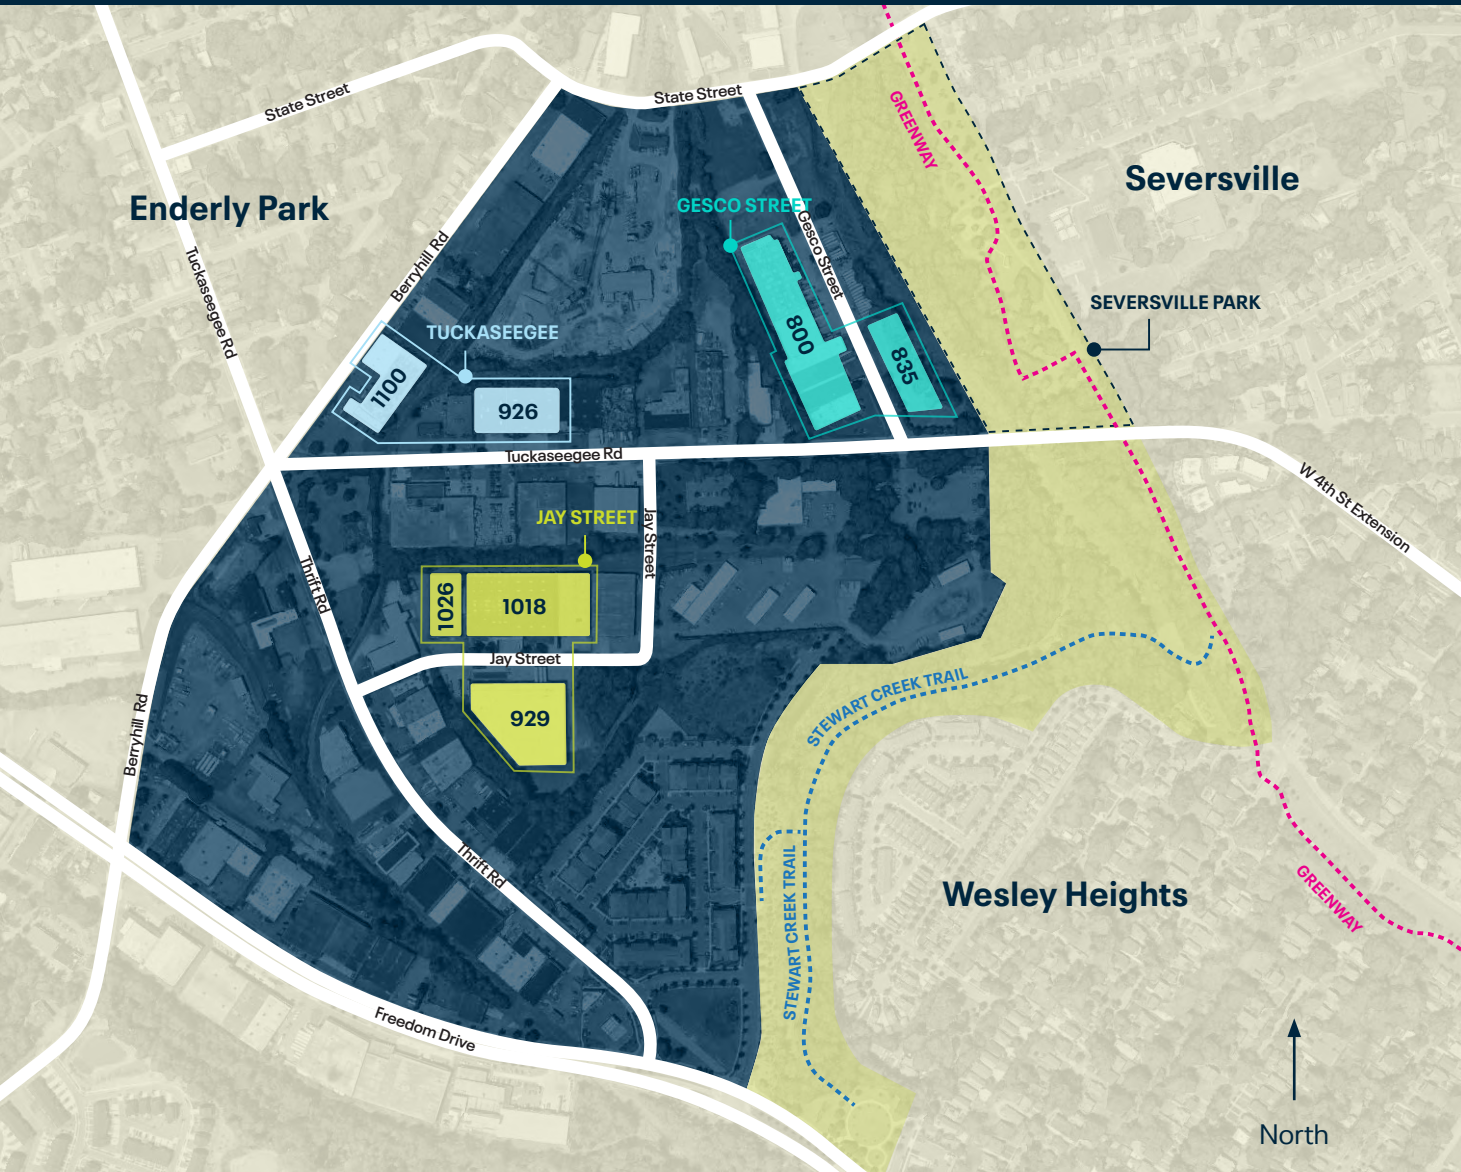 State Street
State Street
GREENWAY
Seversville
Enderly Park
GESCO STREET
Gesco Street
Berryhill Rd
Tuckaseegee Rd
SEVERSVILLE PARK
TUCKASEEGEE
800
835
1100
926
Tuckaseegee Rd
W 4th St Extension
JAY STREET
Jay Street
Thrift Rd
1026
1018
Jay Street
STEWART CREEK TRAIL
929
Berryhill Rd
Thrift Rd
STEWART CREEK TRAIL
Wesley Heights
GREENWAY
Freedom Drive
North